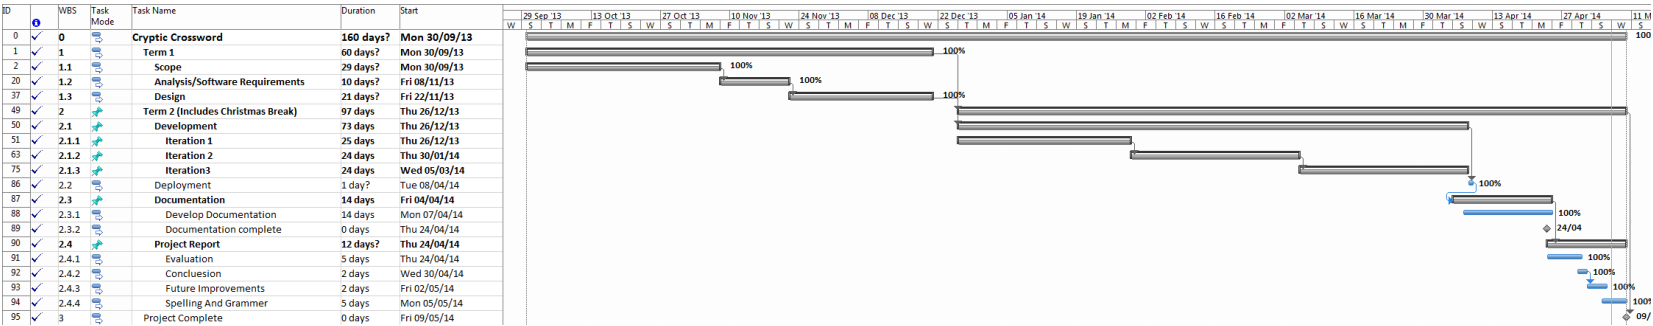 ID WBS Task Mode Task Name Duration Start 29 Sep '13 13 Oct '13 27 Oct '13 10 Nov '13 24 Nov '13 08 Dec '13 22 Dec '13 05 Jan '14 19 Jan '14 02 Feb '14 16 Feb '14 02 Mar '14 16 Mar '14 30 Mar '14 13 Apr '14 27 Apr '14 11 M
W S T M F T S W S T M F T S W S T M F T S W S T M F T S W S T M F T S W S T M F T S W S
0 0 Cryptic Crossword 160 days? Mon 30/09/13 100
1 1 Term 1 60 days? Mon 30/09/13 100%
2 1.1 Scope 29 days? Mon 30/09/13 100%
20 1.2 Analysis/Software Requirements 10 days? Fri 08/11/13 100%
37 1.3 Design 21 days? Fri 22/11/13 100%
49 2 Term 2 (Includes Christmas Break) 97 days Thu 26/12/13
50 2.1 Development 73 days Thu 26/12/13
51 2.1.1 Iteration 1 25 days Thu 26/12/13
63 2.1.2 Iteration 2 24 days Thu 30/01/14
75 2.1.3 Iteration3 24 days Wed 05/03/14
86 2.2 Deployment 1 day? Tue 08/04/14 100%
87 2.3 Documentation 14 days Fri 04/04/14
88 2.3.1 Develop Documentation 14 days Mon 07/04/14 100%
89 2.3.2 Documentation complete 0 days Thu 24/04/14 24/04
90 2.4 Project Report 12 days? Thu 24/04/14
91 2.4.1 Evaluation 5 days Thu 24/04/14 100%
92 2.4.2 Concluesion 2 days Wed 30/04/14 100%
93 2.4.3 Future Improvements 2 days Fri 02/05/14 100%
94 2.4.4 Spelling And Grammer 5 days Mon 05/05/14 100%
95 3 Project Complete 0 days Fri 09/05/14 09/